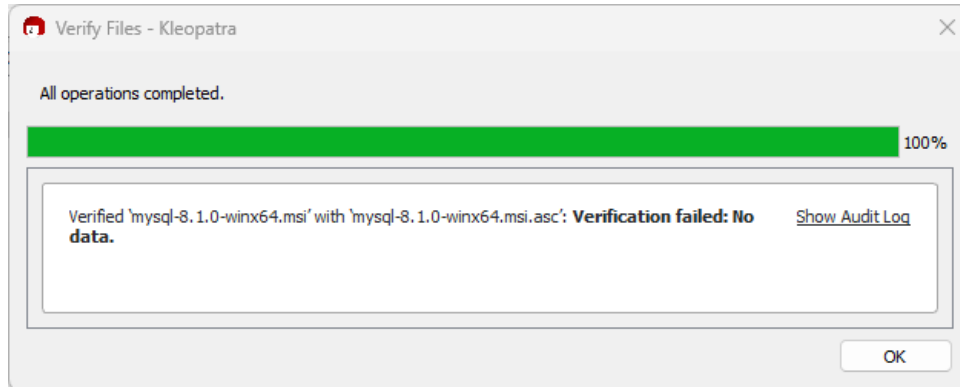 Verify Files - Kleopatra
All operations completed.
100%
Verified 'mysql-8.1.0-winx64.msi' with 'mysql-8.1.0-winx64.msi.asc': Verification failed: No
data.
Show Audit Log
OK